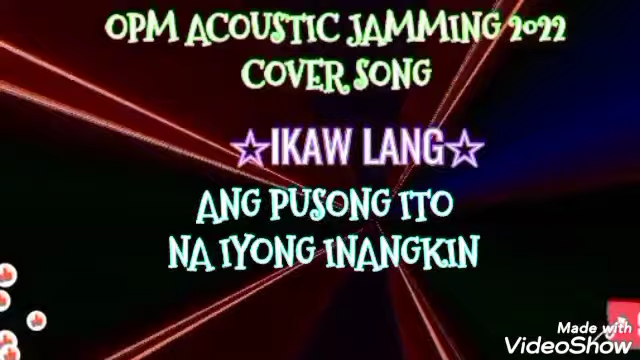 OPM ACOUSTIC JAMMING 2022
COVER SONG
☆IKAW LANG☆
ANG PUSONG ITO
NA IYONG INANGKIN
Made with
VideoShow